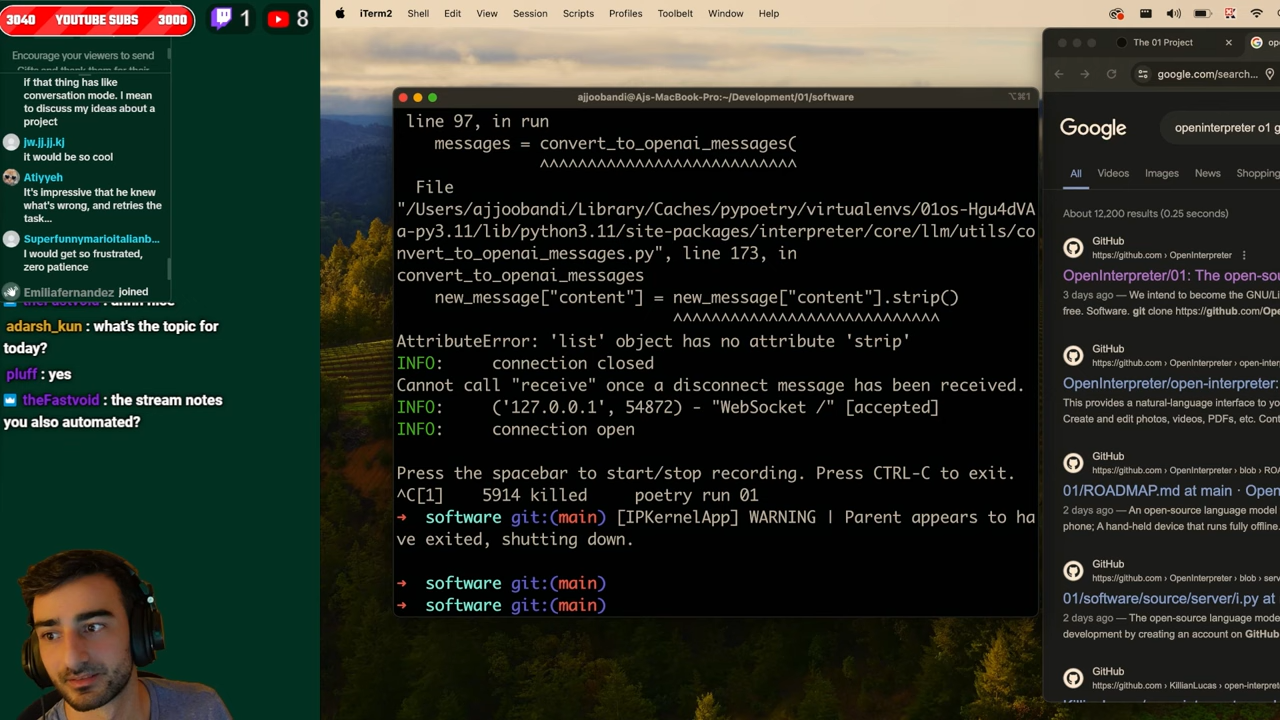 3040 YOUTUBE SUBS 3000
1
8
Encourage your viewers to send
if that thing has like
conversation mode. I mean
to discuss my ideas about a
project
jw.jj.jj.kj
it would be so cool
Atiyyeh
It's impressive that he knew
what's wrong, and retries the
task...
Superfunnymarioitalianb...
I would get so frustrated,
zero patience
Emiliafernandez joined
adarsh_kun : what's the topic for
today?
pluff : yes
theFastvoid : the stream notes
you also automated?
iTerm2 Shell Edit View Session Scripts Profiles Toolbelt Window Help
ajjoobandi@Ajs-MacBook-Pro:~/Development/01/software
⌥⌘1
line 97, in run
messages = convert_to_openai_messages(
^^^^^^^^^^^^^^^^^^^^^^^^^^^
File
"/Users/ajjoobandi/Library/Caches/pypoetry/virtualenvs/01os-Hgu4dVA
a-py3.11/lib/python3.11/site-packages/interpreter/core/llm/utils/co
nvert_to_openai_messages.py", line 173, in
convert_to_openai_messages
new_message["content"] = new_message["content"].strip()
^^^^^^^^^^^^^^^^^^^^^^^^^^^^
AttributeError: 'list' object has no attribute 'strip'
INFO: connection closed
Cannot call "receive" once a disconnect message has been received.
INFO: ('127.0.0.1', 54872) - "WebSocket /" [accepted]
INFO: connection open
Press the spacebar to start/stop recording. Press CTRL-C to exit.
^C[1] 5914 killed poetry run 01
➜ software git:(main) [IPKernelApp] WARNING | Parent appears to ha
ve exited, shutting down.
➜ software git:(main)
➜ software git:(main)
The 01 Project
google.com/search...
Google
openinterpreter o1 g
All Videos Images News Shopping
About 12,200 results (0.25 seconds)
GitHub
https://github.com › OpenInterpreter
OpenInterpreter/01: The open-so
3 days ago — We intend to become the GNU/Li
free. Software. git clone https://github.com/Ope
GitHub
https://github.com › OpenInterpreter › open-inter
OpenInterpreter/open-interpreter:
This provides a natural-language interface to yo
Create and edit photos, videos, PDFs, etc. Cont
GitHub
https://github.com › OpenInterpreter › blob › ROA
01/ROADMAP.md at main · Open
2 days ago — An open-source language model
phone; A hand-held device that runs fully offline.
GitHub
https://github.com › OpenInterpreter › blob › serv
01/software/source/server/i.py at
2 days ago — The open-source language mode
development by creating an account on GitHub
GitHub
https://github.com › KillianLucas › open-interprete